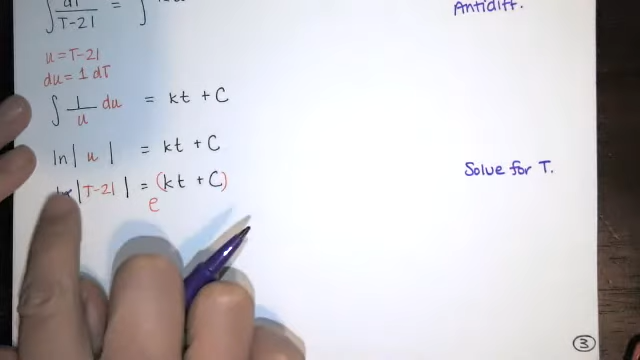 ∫ dT/T-21 = ∫
Antidiff.
u = T-21
du = 1 dT
∫ 1/u du = kt + C
ln|u| = kt + C
|T-21| = e(kt + C)
Solve for T.
3